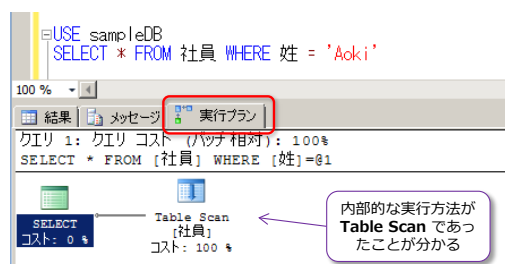 USE sampleDB
SELECT * FROM 社員 WHERE 姓 = 'Aoki'
100 %
結果 メッセージ 実行プラン
クエリ 1: クエリ コスト (バッチ相対): 100%
SELECT * FROM [社員] WHERE [姓]=@1
SELECT
コスト: 0 %
Table Scan
[社員]
コスト: 100 %
内部的な実行方法が
Table Scan であっ
たことが分かる